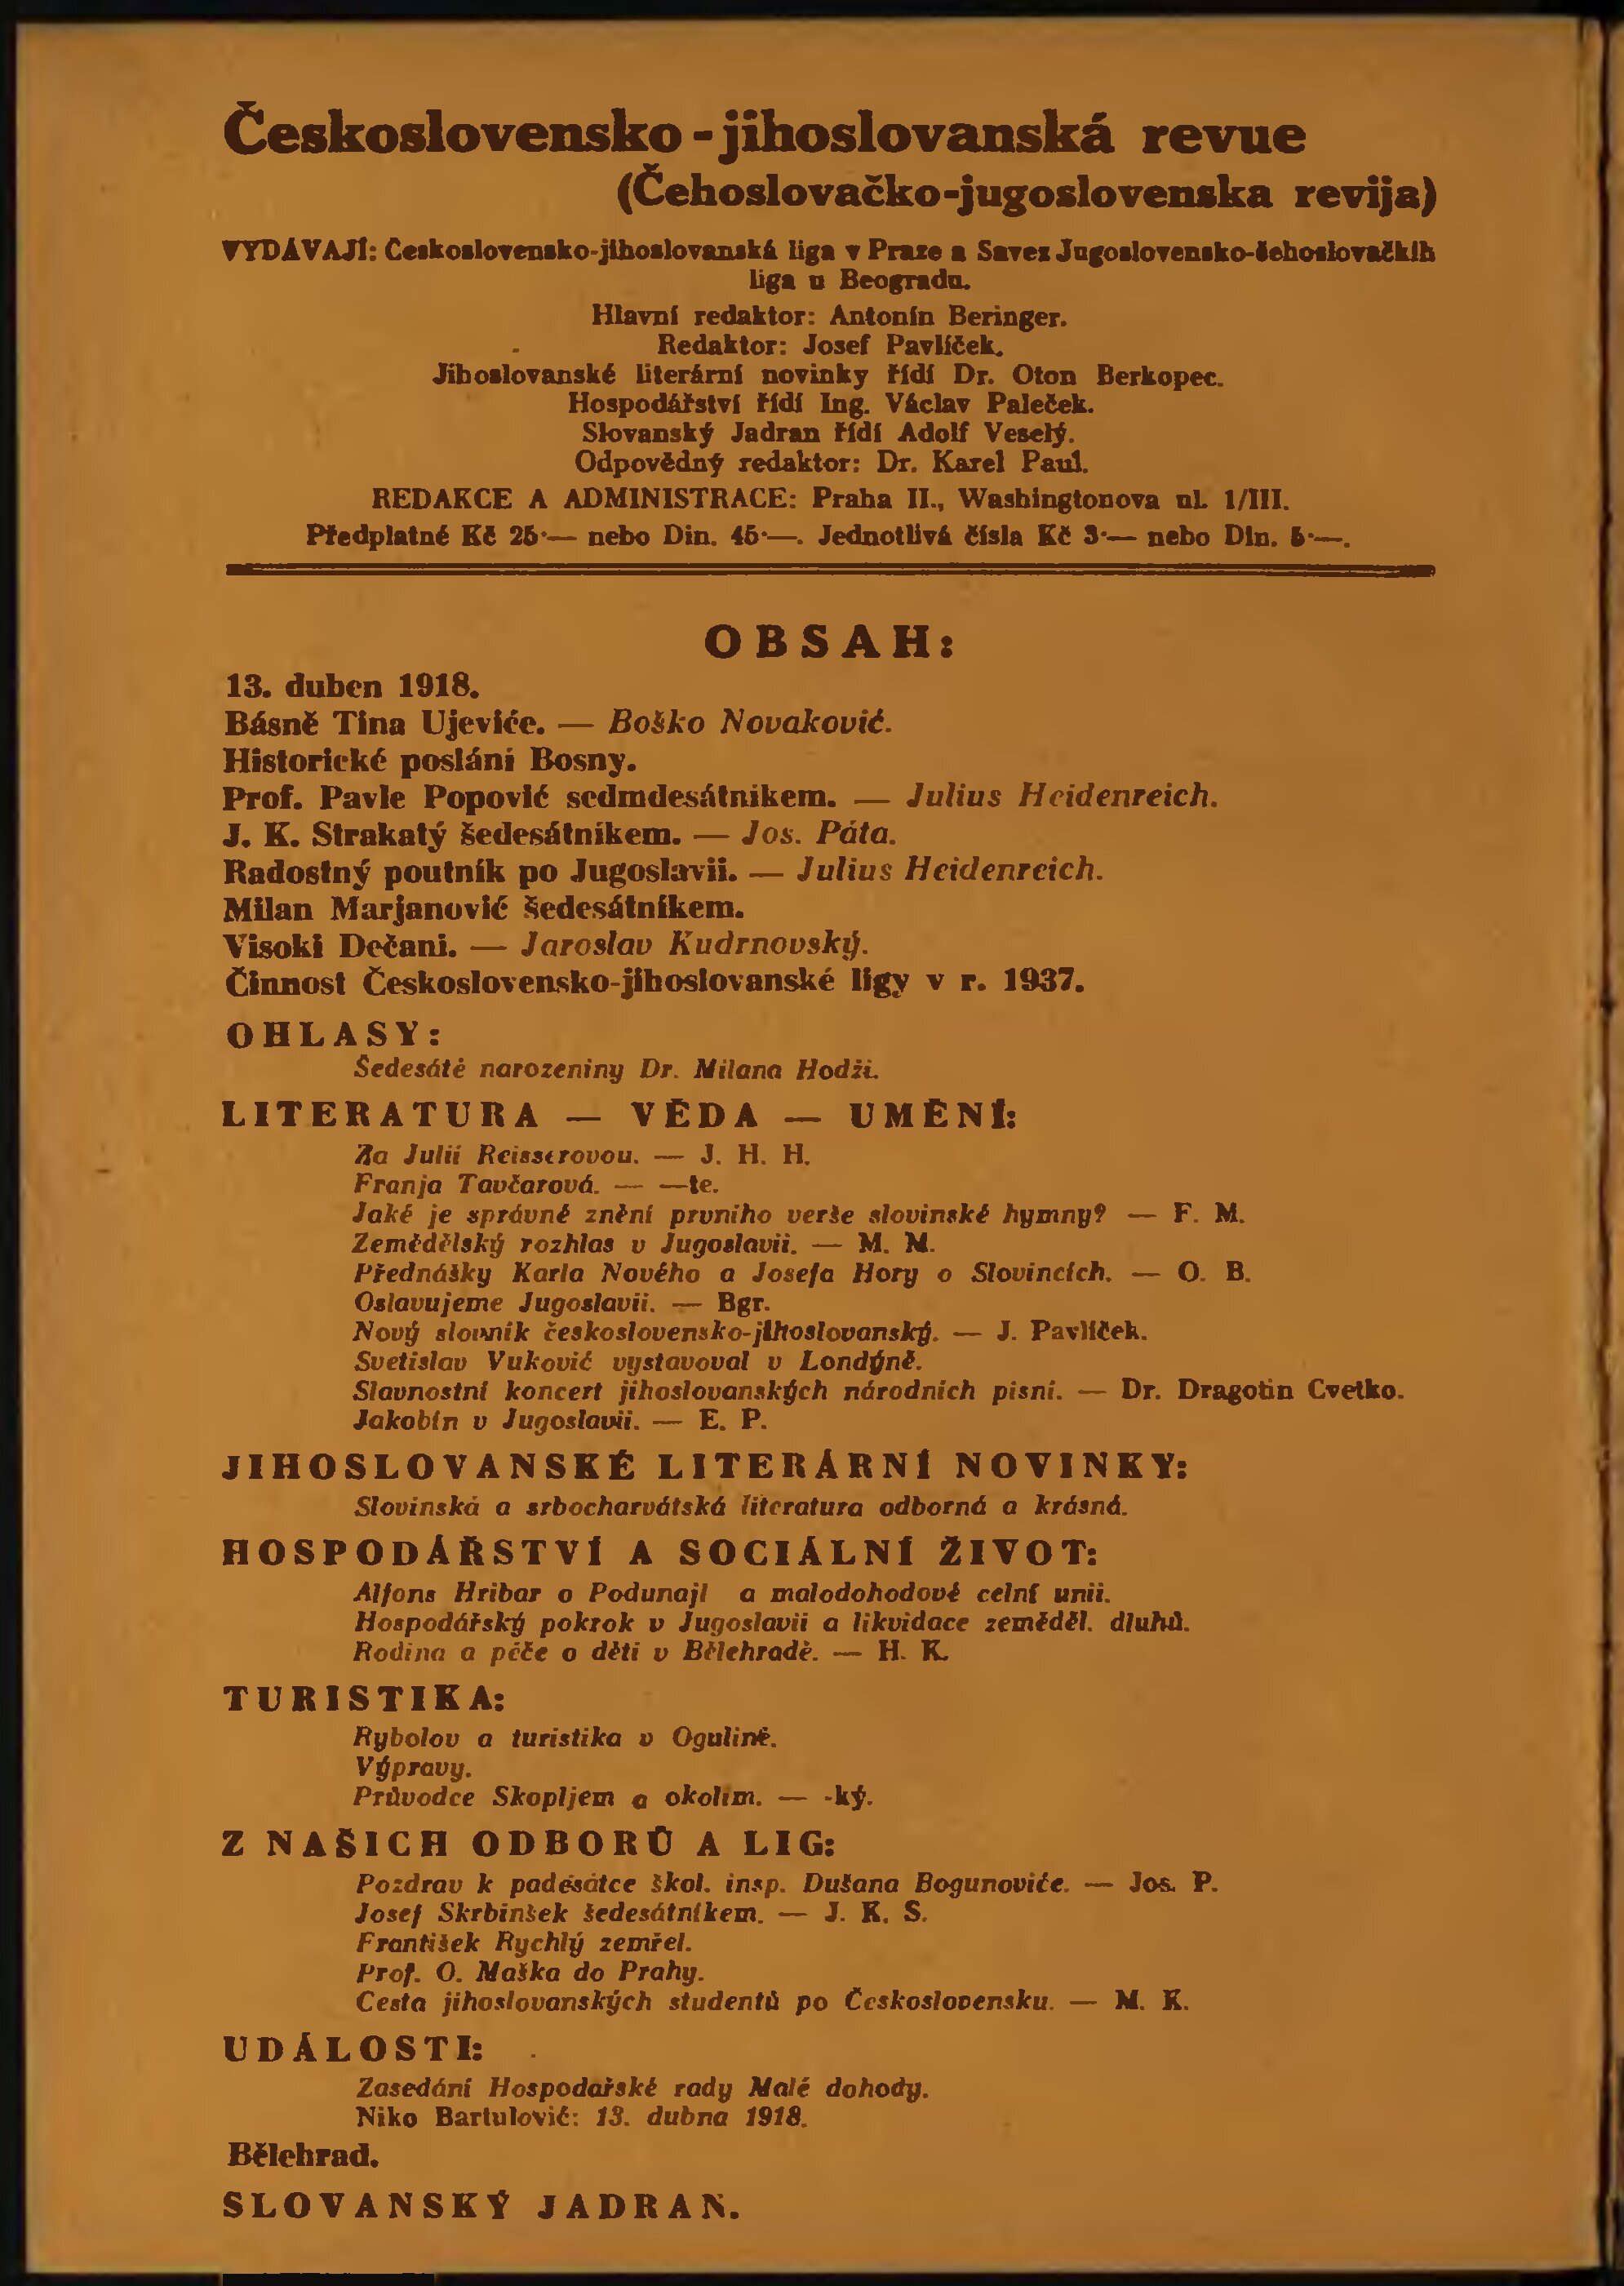 Československo-jihoslovanská revue
(Čehoslovačko-jugoslovenska revija)
VYDÁVAJÍ: Československo-jihoslovanská liga v Praze a Savez Jugoslovensko-čehoslovačkih
liga u Beogradu.
Hlavní redaktor: Antonín Beringer.
Redaktor: Josef Pavlíček.
Jihoslovanské literární novinky řídí Dr. Oton Berkopec.
Hospodářství řídí Ing. Václav Paleček.
Slovanský Jadran řídí Adolf Veselý.
Odpovědný redaktor: Dr. Karel Paul.
REDAKCE A ADMINISTRACE: Praha II., Washingtonova ul. 1/III.
Předplatné Kč 25·— nebo Din. 45·—. Jednotlivá čísla Kč 3·— nebo Din. 5·—.
OBSAH:
13. duben 1918.
Básně Tina Ujeviće. — Boško Novaković.
Historické poslání Bosny.
Prof. Pavle Popović sedmdesátníkem. — Julius Heidenreich.
J. K. Strakatý šedesátníkem. — Jos. Páta.
Radostný poutník po Jugoslavii. — Julius Heidenreich.
Milan Marjanović šedesátníkem.
Visoki Dečani. — Jaroslav Kudrnovský.
Činnost Československo-jihoslovanské ligy v r. 1937.
OHLASY:
Šedesáté narozeniny Dr. Milana Hodži.
LITERATURA — VĚDA — UMĚNÍ:
Za Julií Reisserovou. — J. H. H.
Franja Tavčarová. — —te.
Jaké je správné znění prvního verše slovinské hymny? — F. M.
Zemědělský rozhlas v Jugoslavii. — M. M.
Přednášky Karla Nového a Josefa Hory o Slovincích. — O. B.
Oslavujeme Jugoslavii. — Bgr.
Nový slovník československo-jihoslovanský. — J. Pavlíček.
Svetislav Vuković vystavoval v Londýně.
Slavnostní koncert jihoslovanských národních písní. — Dr. Dragotin Cvetko.
Jakobín v Jugoslavii. — E. P.
JIHOSLOVANSKÉ LITERÁRNÍ NOVINKY:
Slovinská a srbocharvátská literatura odborná a krásná.
HOSPODÁŘSTVÍ A SOCIÁLNÍ ŽIVOT:
Alfons Hribar o Podunají a malodohodové celní unii.
Hospodářský pokrok v Jugoslavii a likvidace zeměděl. dluhů.
Rodina a péče o děti v Bělehradě. — H. K.
TURISTIKA:
Rybolov a turistika v Ogulině.
Výpravy.
Průvodce Skopljem a okolím. — -ký.
Z NAŠICH ODBORŮ A LIG:
Pozdrav k padesátce škol. insp. Dušana Bogunoviće. — Jos. P.
Josef Skrbinšek šedesátníkem. — J. K. S.
František Rychlý zemřel.
Prof. O. Maška do Prahy.
Cesta jihoslovanských studentů po Československu. — M. K.
UDÁLOSTI:
Zasedání Hospodařské rady Malé dohody.
Niko Bartulović: 13. dubna 1918.
Bělehrad.
SLOVANSKÝ JADRAN.